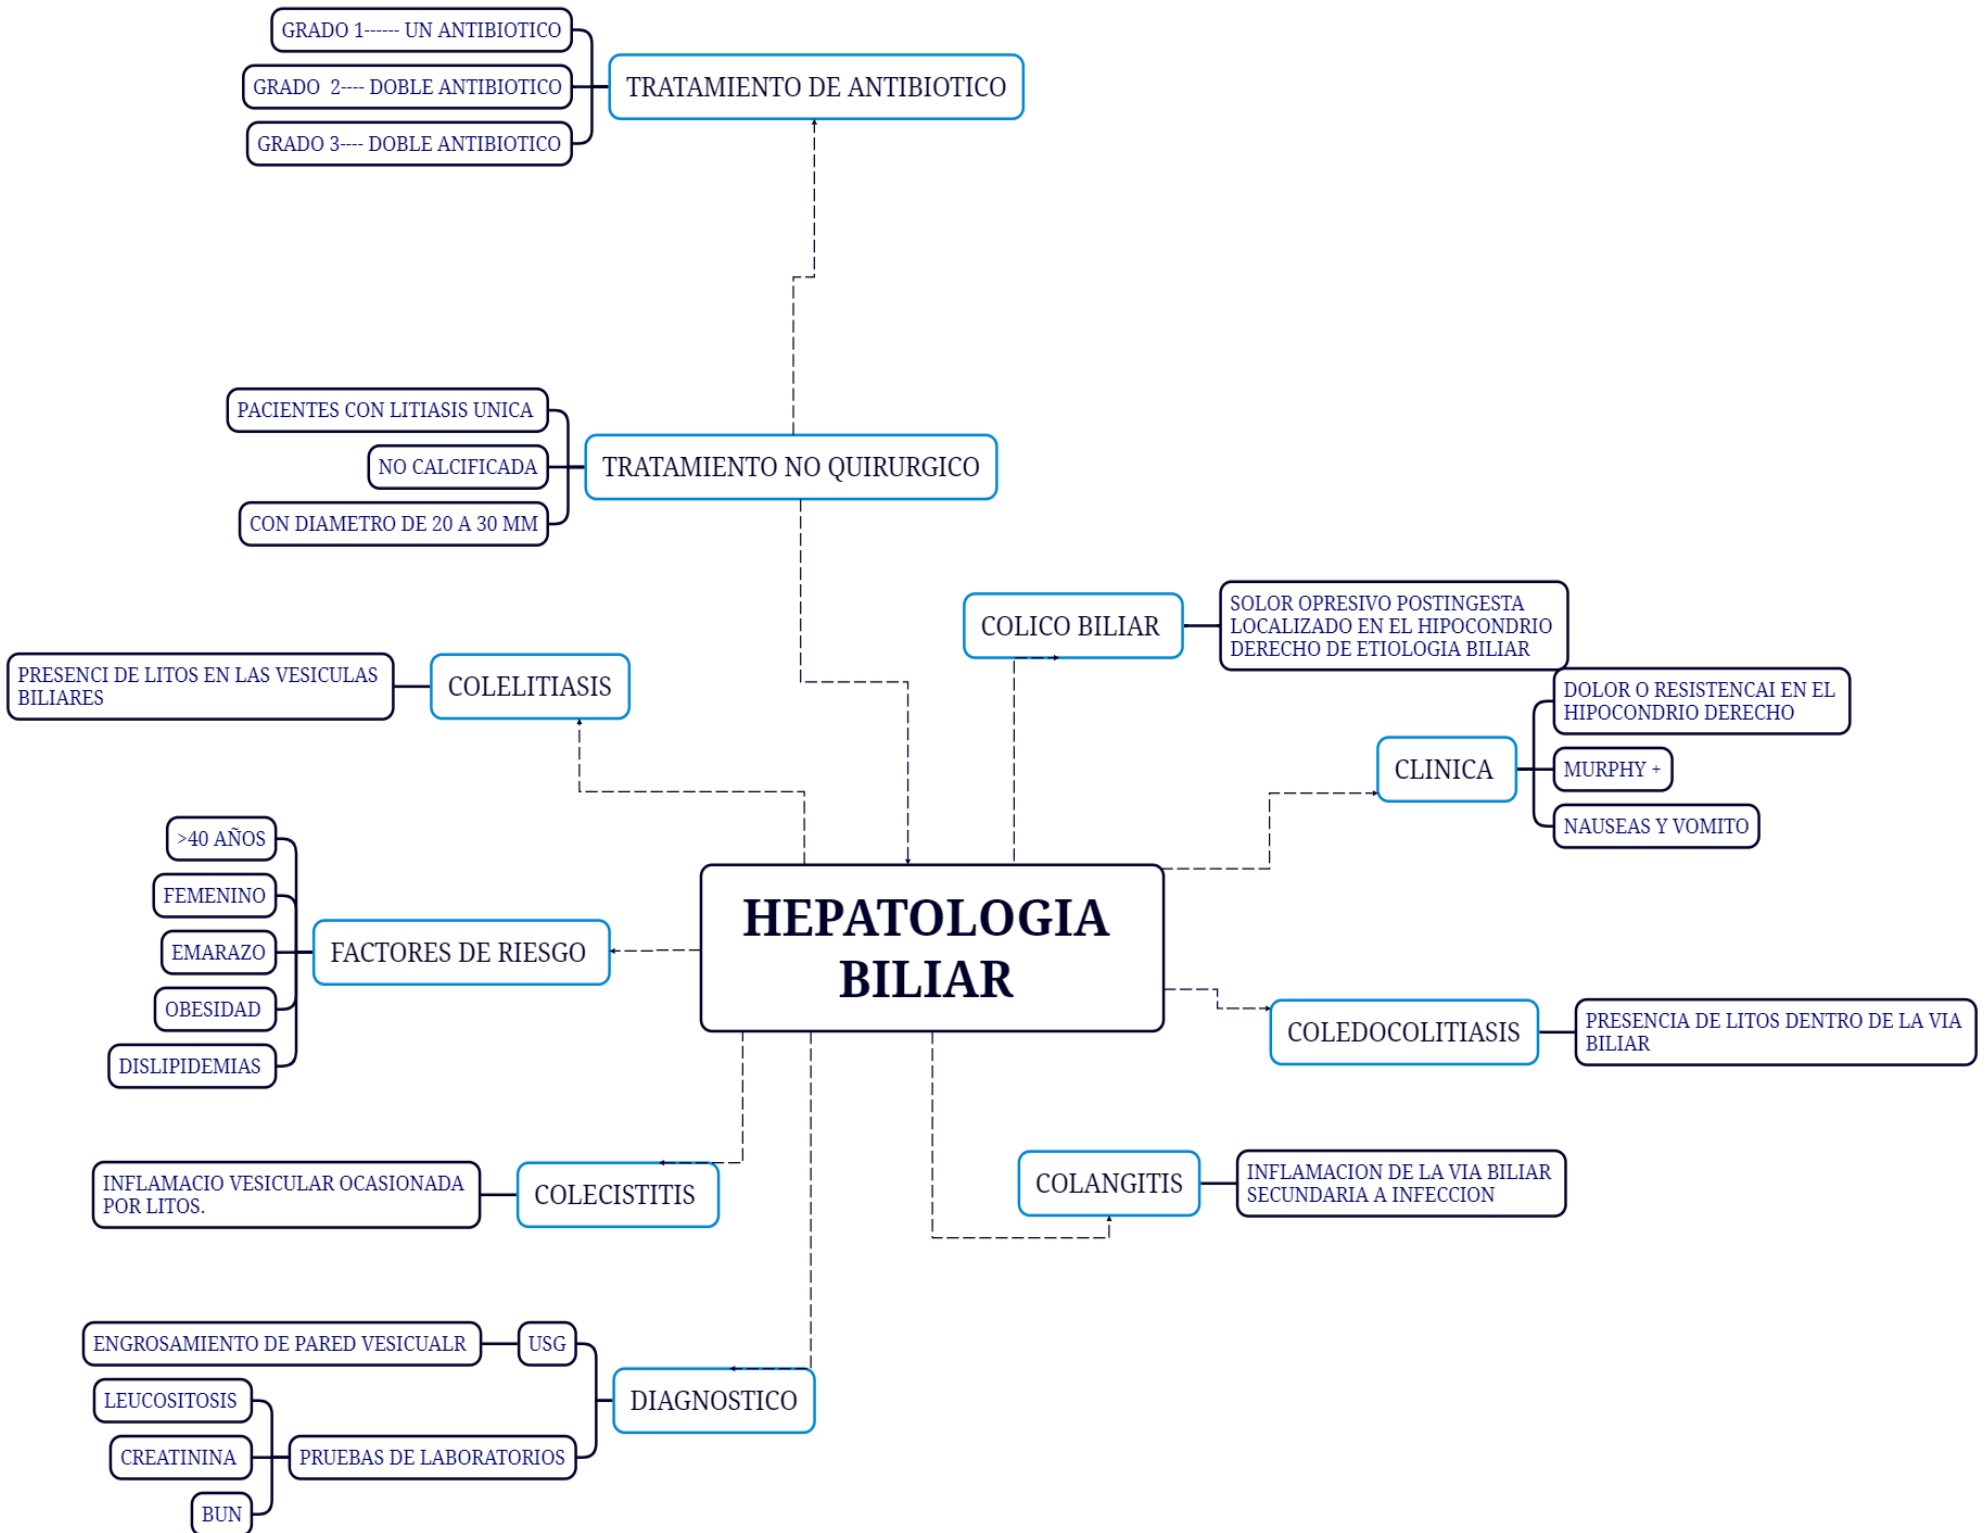 GRADO 1------ UN ANTIBIOTICO
GRADO  2---- DOBLE ANTIBIOTICO
GRADO 3---- DOBLE ANTIBIOTICO
TRATAMIENTO DE ANTIBIOTICO
PACIENTES CON LITIASIS UNICA
NO CALCIFICADA
CON DIAMETRO DE 20 A 30 MM
TRATAMIENTO NO QUIRURGICO
COLICO BILIAR
SOLOR OPRESIVO POSTINGESTA
LOCALIZADO EN EL HIPOCONDRIO
DERECHO DE ETIOLOGIA BILIAR
PRESENCI DE LITOS EN LAS VESICULAS
BILIARES
COLELITIASIS
CLINICA
DOLOR O RESISTENCAI EN EL
HIPOCONDRIO DERECHO
MURPHY +
NAUSEAS Y VOMITO
>40 AÑOS
FEMENINO
EMARAZO
OBESIDAD
DISLIPIDEMIAS
FACTORES DE RIESGO
HEPATOLOGIA
BILIAR
COLEDOCOLITIASIS
PRESENCIA DE LITOS DENTRO DE LA VIA
BILIAR
INFLAMACIO VESICULAR OCASIONADA
POR LITOS.
COLECISTITIS
COLANGITIS
INFLAMACION DE LA VIA BILIAR
SECUNDARIA A INFECCION
ENGROSAMIENTO DE PARED VESICUALR
USG
LEUCOSITOSIS
CREATININA
BUN
PRUEBAS DE LABORATORIOS
DIAGNOSTICO